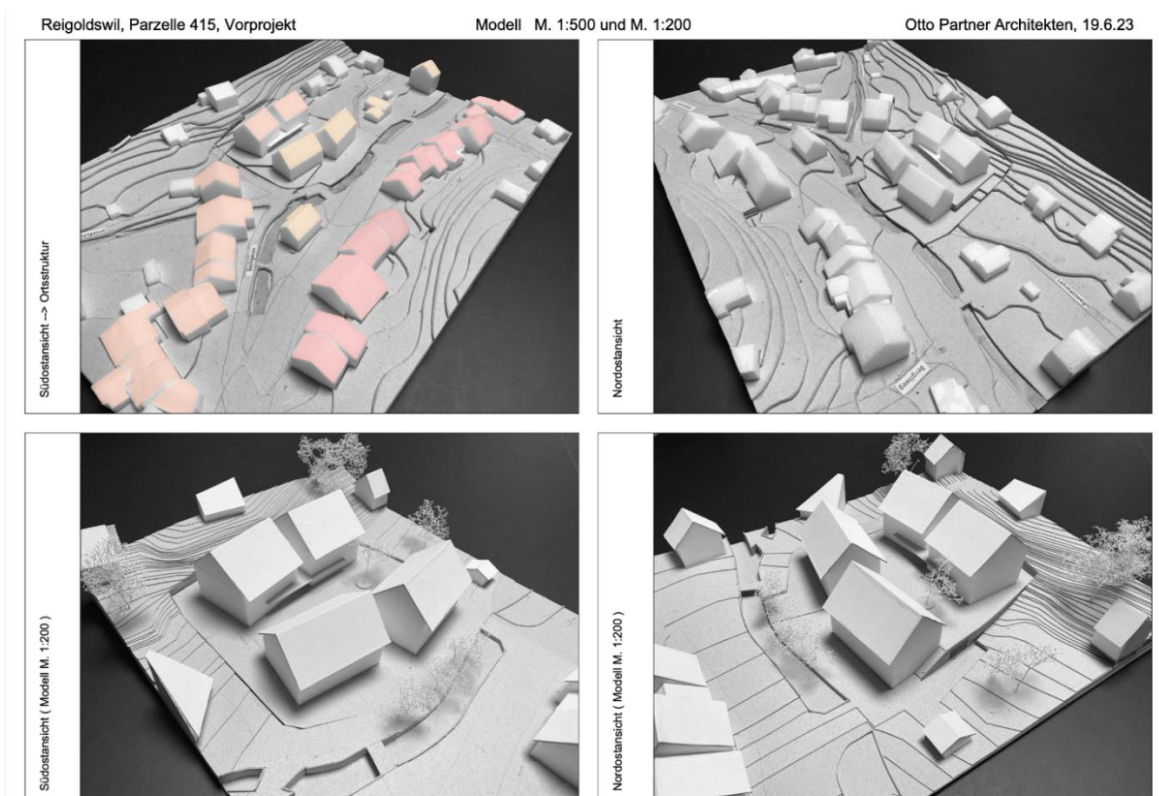 Reigoldswil, Parzelle 415, Vorprojekt
Modell M. 1:500 und M. 1:200
Otto Partner Architekten, 19.6.23
Südostansicht --> Ortsstruktur
Nordostansicht
Bergliweg
Südostansicht ( Modell M. 1:200 )
Nordostansicht ( Modell M. 1:200 )